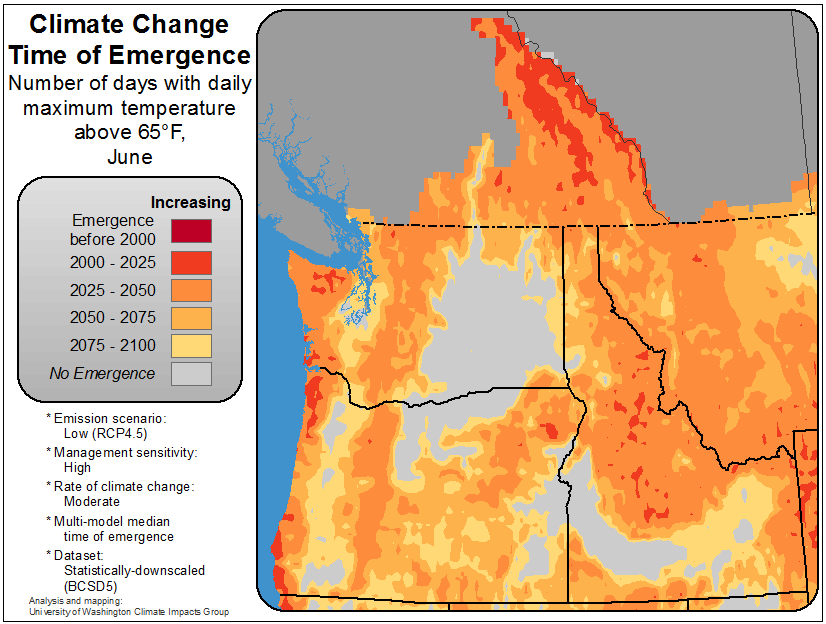 Climate Change
Time of Emergence
Number of days with daily
maximum temperature
above 65°F,
June
Increasing
Emergence
before 2000
2000 - 2025
2025 - 2050
2050 - 2075
2075 - 2100
No Emergence
* Emission scenario:
Low (RCP4.5)
* Management sensitivity:
High
* Rate of climate change:
Moderate
* Multi-model median
time of emergence
* Dataset:
Statistically-downscaled
(BCSD5)
Analysis and mapping:
University of Washington Climate Impacts Group